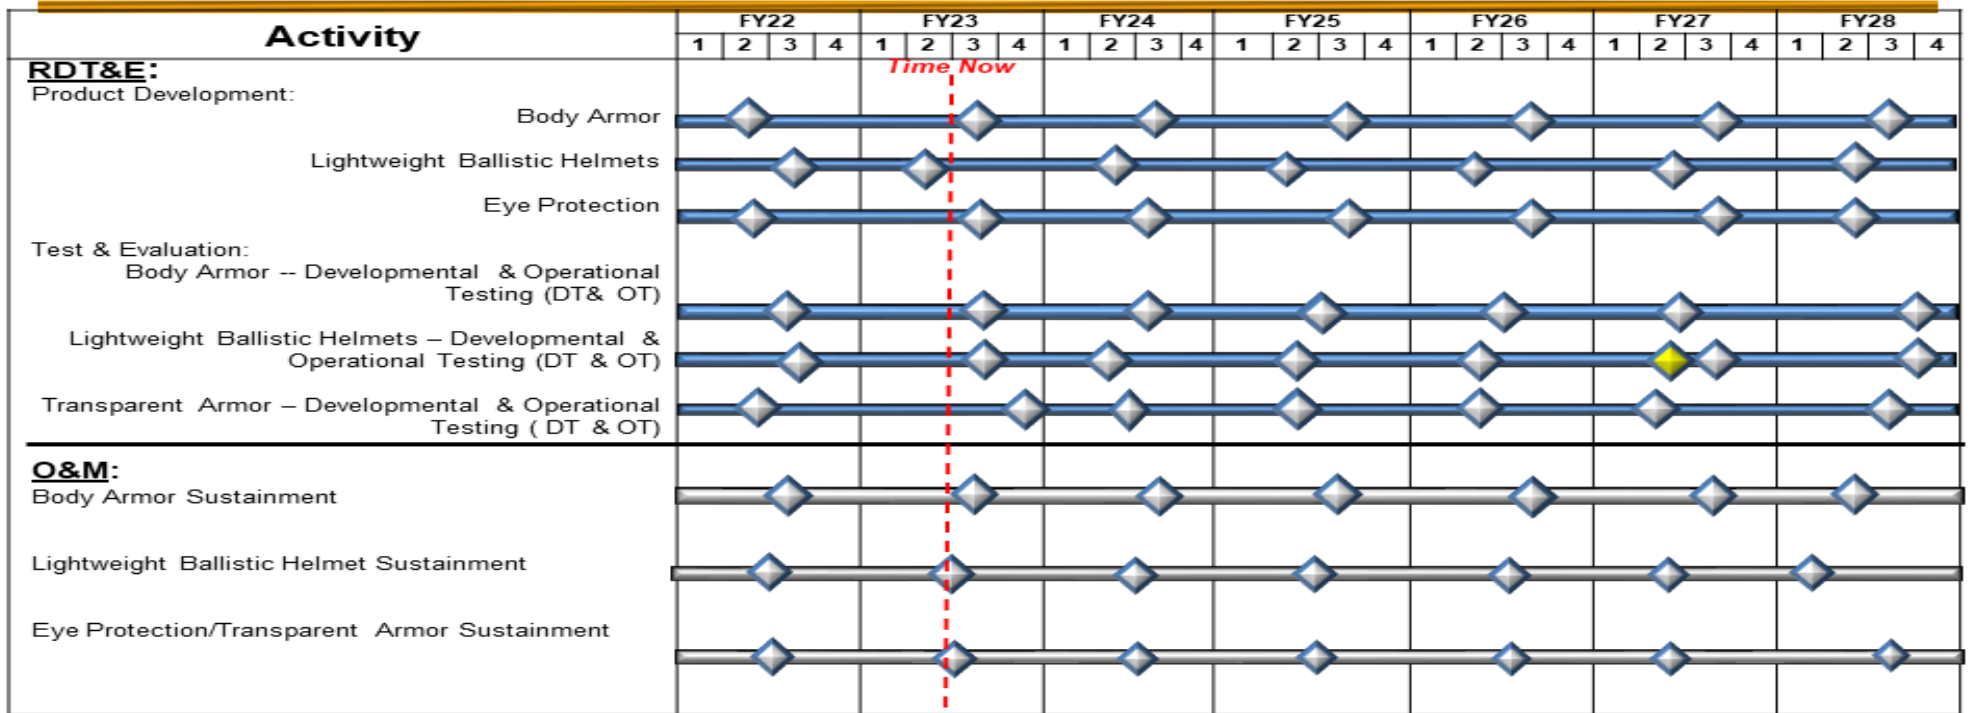 Activity
FY22 FY23 FY24 FY25 FY26 FY27 FY28
1 2 3 4 1 2 3 4 1 2 3 4 1 2 3 4 1 2 3 4 1 2 3 4 1 2 3 4
RDT&E:
Time Now
Product Development:
Body Armor
Lightweight Ballistic Helmets
Eye Protection
Test & Evaluation:
Body Armor -- Developmental & Operational
Testing (DT& OT)
Lightweight Ballistic Helmets – Developmental &
Operational Testing (DT & OT)
Transparent Armor – Developmental & Operational
Testing ( DT & OT)
O&M:
Body Armor Sustainment
Lightweight Ballistic Helmet Sustainment
Eye Protection/Transparent Armor Sustainment